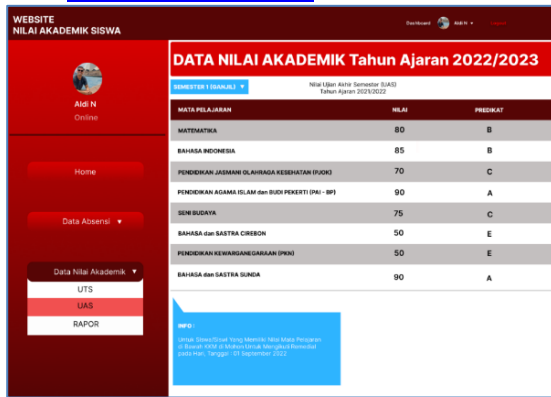 WEBSITE
NILAI AKADEMIK SISWA
Dashboard
Aldi N
Logout
Aldi N
Online
Home
Data Absensi
Data Nilai Akademik
UTS
UAS
RAPOR
DATA NILAI AKADEMIK Tahun Ajaran 2022/2023
SEMESTER 1 (GANJIL)
Nilai Ujian Akhir Semester (UAS)
Tahun Ajaran 2021/2022
MATA PELAJARAN NILAI PREDIKAT
MATEMATIKA 80 B
BAHASA INDONESIA 85 B
PENDIDIKAN JASMANI OLAHRAGA KESEHATAN (PJOK) 70 C
PENDIDIKAN AGAMA ISLAM dan BUDI PEKERTI (PAI - BP) 90 A
SENI BUDAYA 75 C
BAHASA dan SASTRA CIREBON 50 E
PENDIDIKAN KEWARGANEGARAAN (PKN) 50 E
BAHASA dan SASTRA SUNDA 90 A
INFO :
Untuk Siswa/Siswi Yang Memiliki Nilai Mata Pelajaran
di Bawah KKM di Mohon Untuk Mengikuti Remedial
pada Hari, Tanggal : 01 September 2022